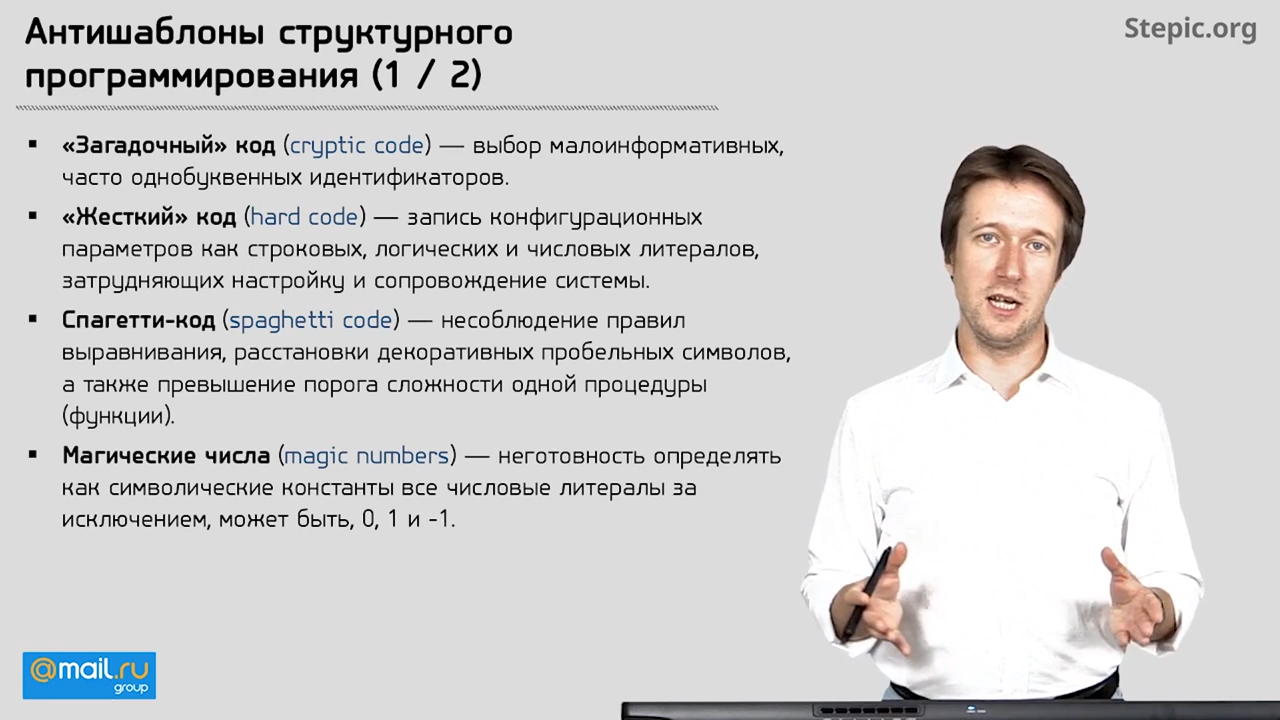 Антишаблоны структурного
программирования (1 / 2)
Stepic.org
▪ «Загадочный» код (cryptic code) — выбор малоинформативных,
часто однобуквенных идентификаторов.
▪ «Жесткий» код (hard code) — запись конфигурационных
параметров как строковых, логических и числовых литералов,
затрудняющих настройку и сопровождение системы.
▪ Спагетти-код (spaghetti code) — несоблюдение правил
выравнивания, расстановки декоративных пробельных символов,
а также превышение порога сложности одной процедуры
(функции).
▪ Магические числа (magic numbers) — неготовность определять
как символические константы все числовые литералы за
исключением, может быть, 0, 1 и -1.
@mail.ru
group